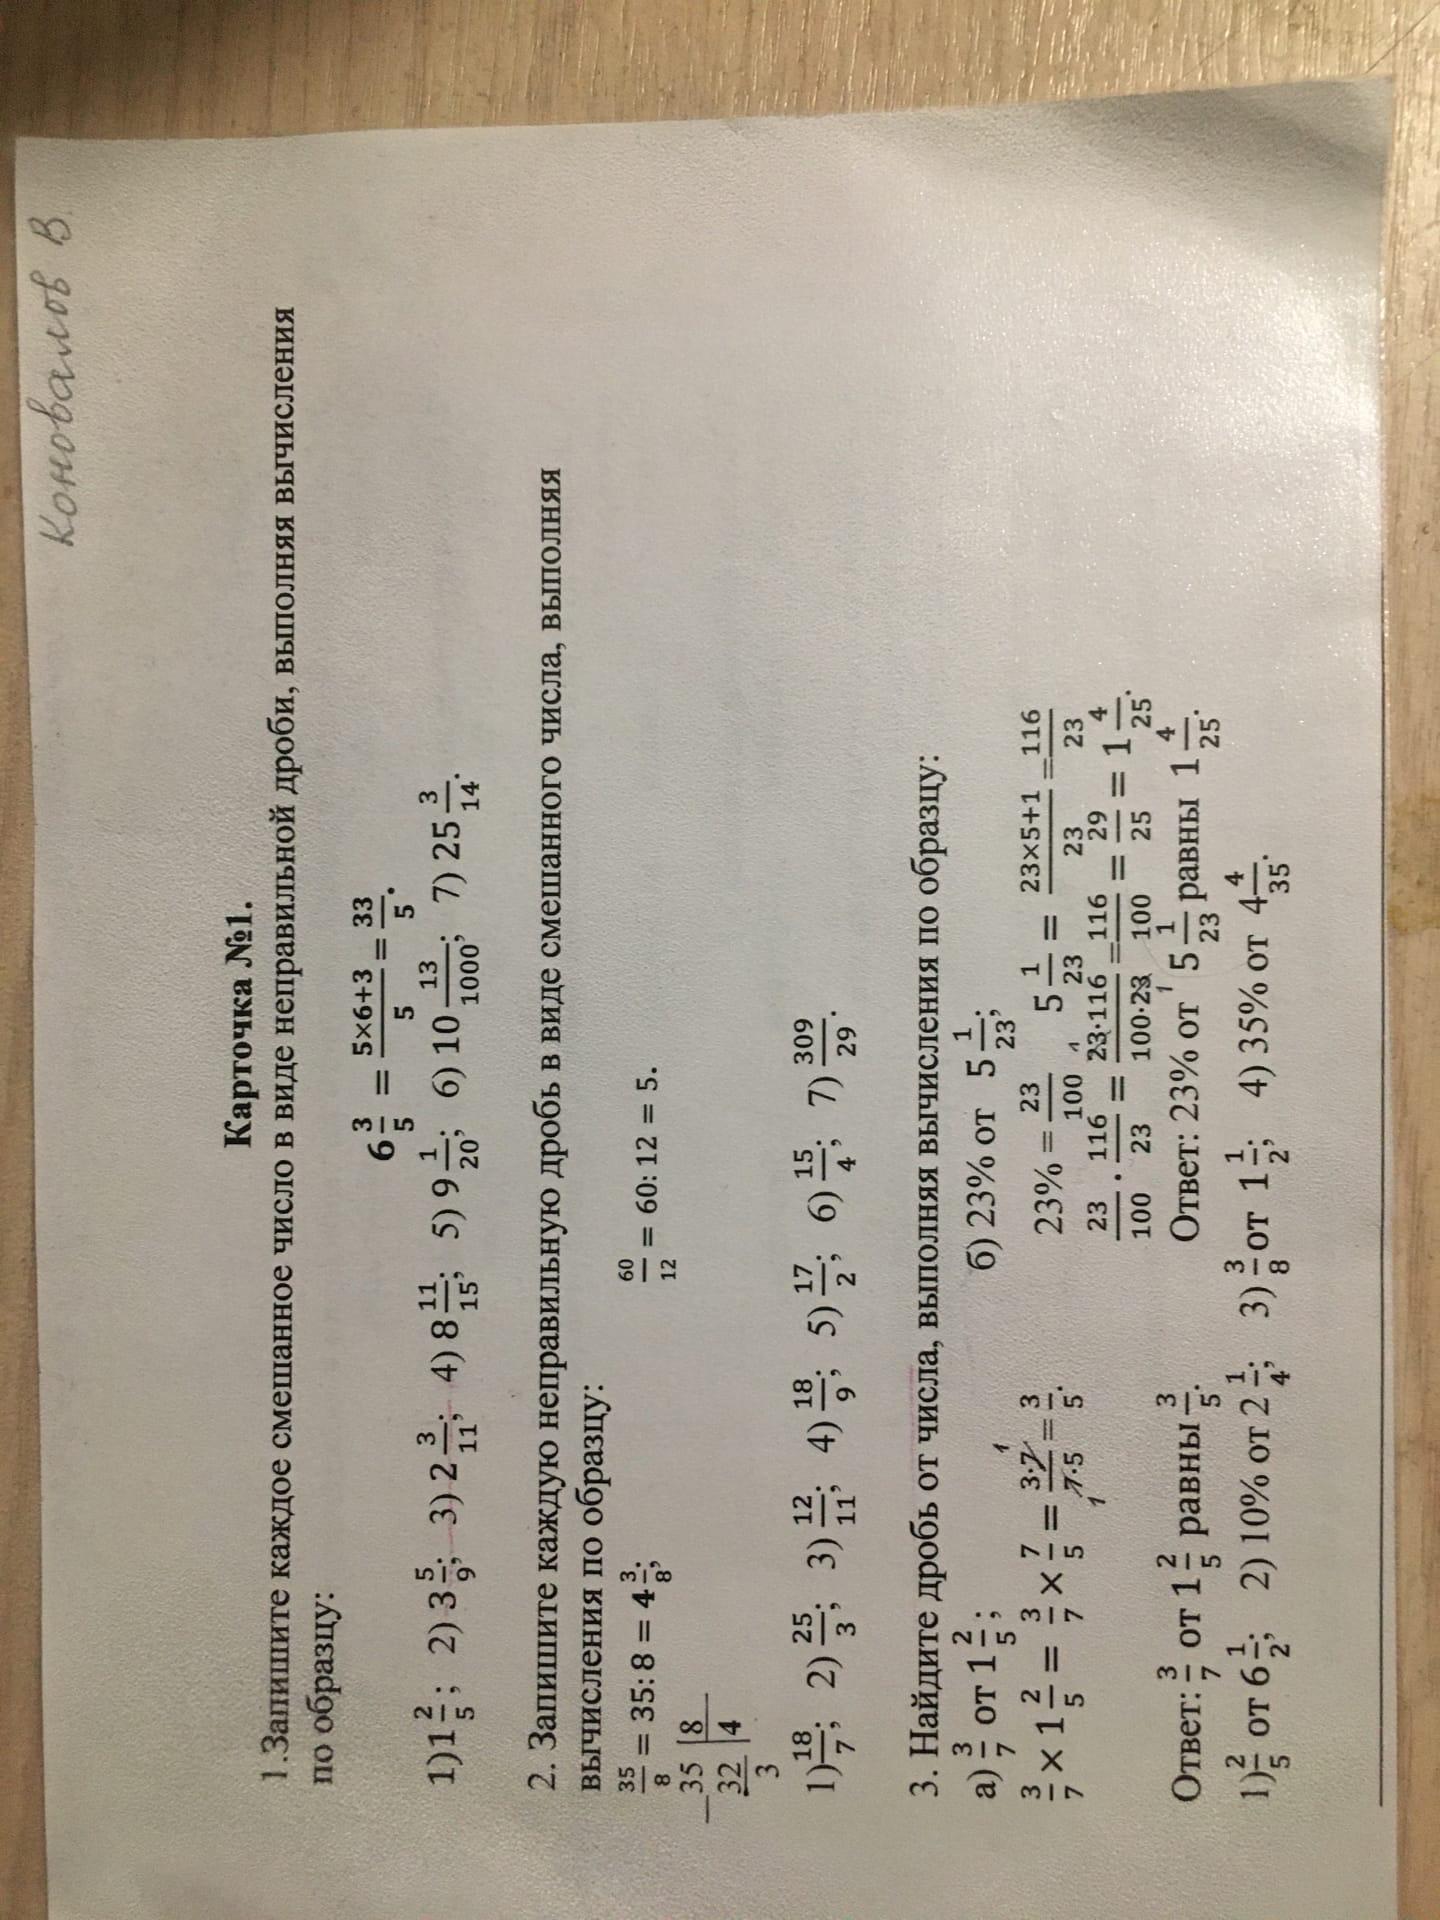 Коновалов В.
Карточка №1.
1.Запишите каждое смешанное число в виде неправильной дроби, выполняя вычисления
по образцу:
6 3/5 = (5×6+3)/5 = 33/5.
1)1 2/5; 2) 3 5/9; 3) 2 3/11; 4) 8 11/15; 5) 9 1/20; 6) 10 13/1000; 7) 25 3/14.
2. Запишите каждую неправильную дробь в виде смешанного числа, выполняя
вычисления по образцу:
35/8 = 35: 8 = 4 3/8; 60/12 = 60: 12 = 5.
35 8
32 4
3
1) 18/7; 2) 25/3; 3) 12/11; 4) 18/9; 5) 17/2; 6) 15/4; 7) 309/29.
3. Найдите дробь от числа, выполняя вычисления по образцу:
а) 3/7 от 1 2/5; б) 23% от 5 1/23;
3/7 × 1 2/5 = 3/7 × 7/5 = 3·7/7·5 = 3/5. 23% = 23/100 5 1/23 = (23×5+1)/23 = 116/23
23/100 · 116/23 = 23·116/100·23 = 116/100 = 29/25 = 1 4/25.
Ответ: 3/7 от 1 2/5 равны 3/5. Ответ: 23% от 5 1/23 равны 1 4/25.
1) 2/5 от 6 1/2; 2) 10% от 2 1/4; 3) 3/8 от 1 1/2; 4) 35% от 4 4/35.